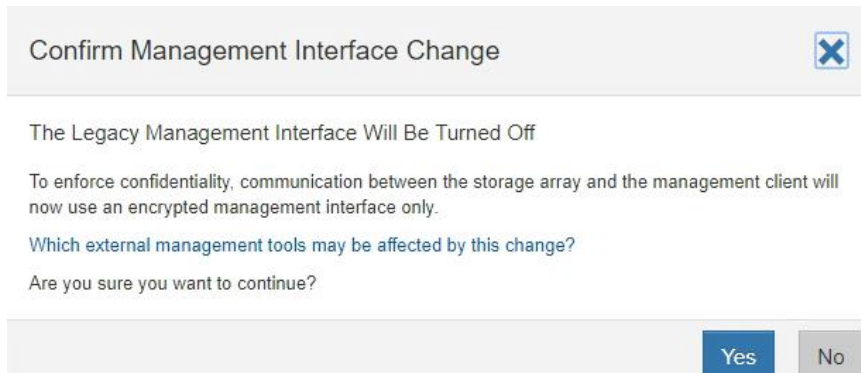 Confirm Management Interface Change
The Legacy Management Interface Will Be Turned Off
To enforce confidentiality, communication between the storage array and the management client will
now use an encrypted management interface only.
Which external management tools may be affected by this change?
Are you sure you want to continue?
Yes No